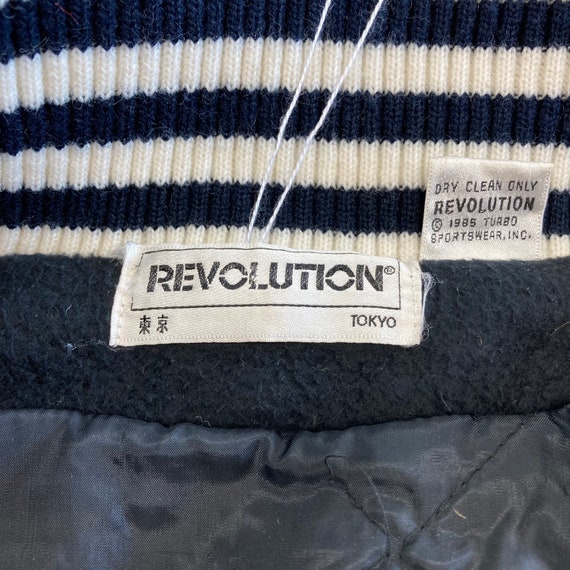 REVOLUTION®
東京 TOKYO
DRY CLEAN ONLY
REVOLUTION
© 1985 TURBO
SPORTSWEAR, INC.